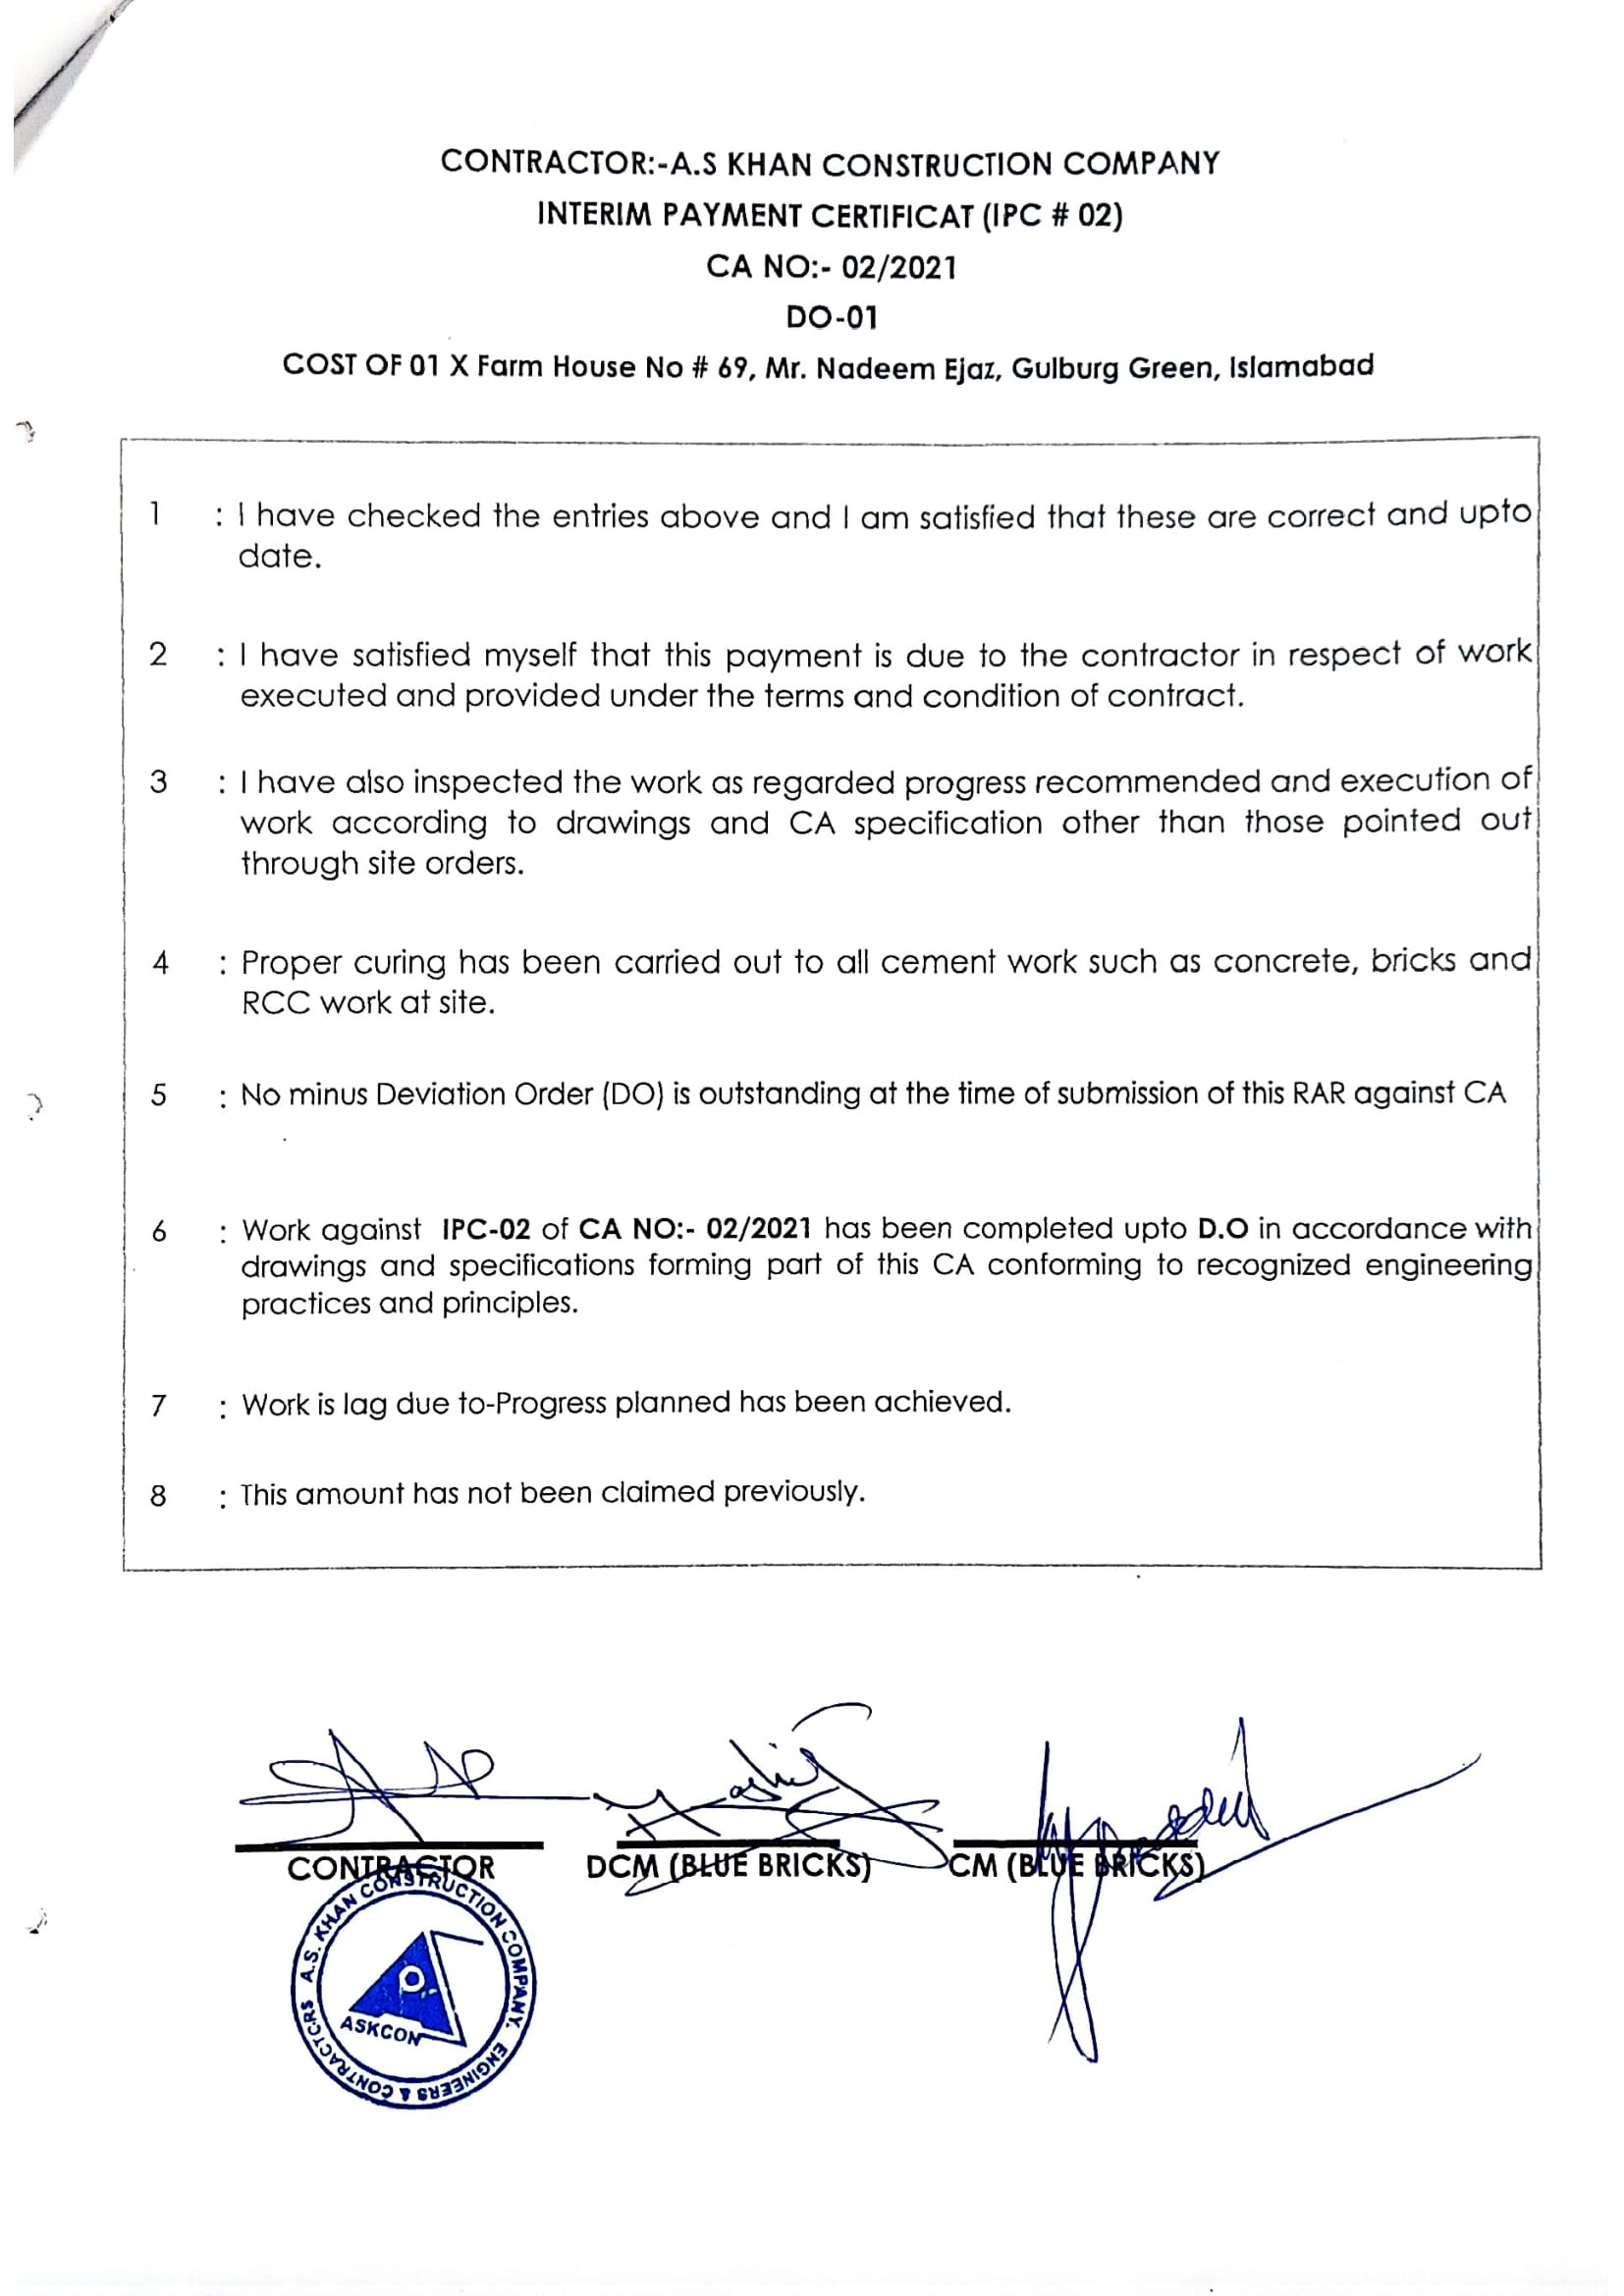 CONTRACTOR:-A.S KHAN CONSTRUCTION COMPANY
INTERIM PAYMENT CERTIFICAT (IPC # 02)
CA NO:- 02/2021
DO-01
COST OF 01 X Farm House No # 69, Mr. Nadeem Ejaz, Gulburg Green, Islamabad
1 : I have checked the entries above and I am satisfied that these are correct and upto
date.
2 : I have satisfied myself that this payment is due to the contractor in respect of work
executed and provided under the terms and condition of contract.
3 : I have also inspected the work as regarded progress recommended and execution of
work according to drawings and CA specification other than those pointed out
through site orders.
4 : Proper curing has been carried out to all cement work such as concrete, bricks and
RCC work at site.
5 : No minus Deviation Order (DO) is outstanding at the time of submission of this RAR against CA
6 : Work against IPC-02 of CA NO:- 02/2021 has been completed upto D.O in accordance with
drawings and specifications forming part of this CA conforming to recognized engineering
practices and principles.
7 : Work is lag due to-Progress planned has been achieved.
8 : This amount has not been claimed previously.
CONTRACTOR DCM (BLUE BRICKS) CM (BLUE BRICKS)
A.S. KHAN CONSTRUCTION COMPANY. ENGINEERS & CONTRACTORS
ASKCON